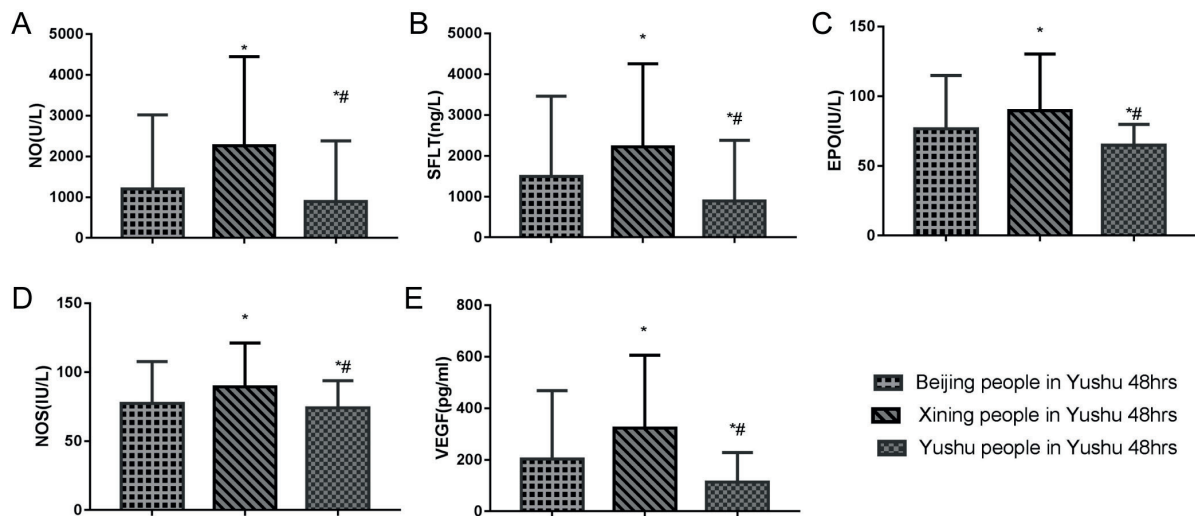 A
NO(U/L)
5000
4000
3000
2000
1000
0
*
*#
B
SFLT(ng/L)
5000
4000
3000
2000
1000
0
*
*#
C
EPO(IU/L)
150
100
50
0
*
*#
D
NOS(IU/L)
150
100
50
0
*
*#
E
VEGF(pg/ml)
800
600
400
200
0
*
*#
Beijing people in Yushu 48hrs
Xining people in Yushu 48hrs
Yushu people in Yushu 48hrs